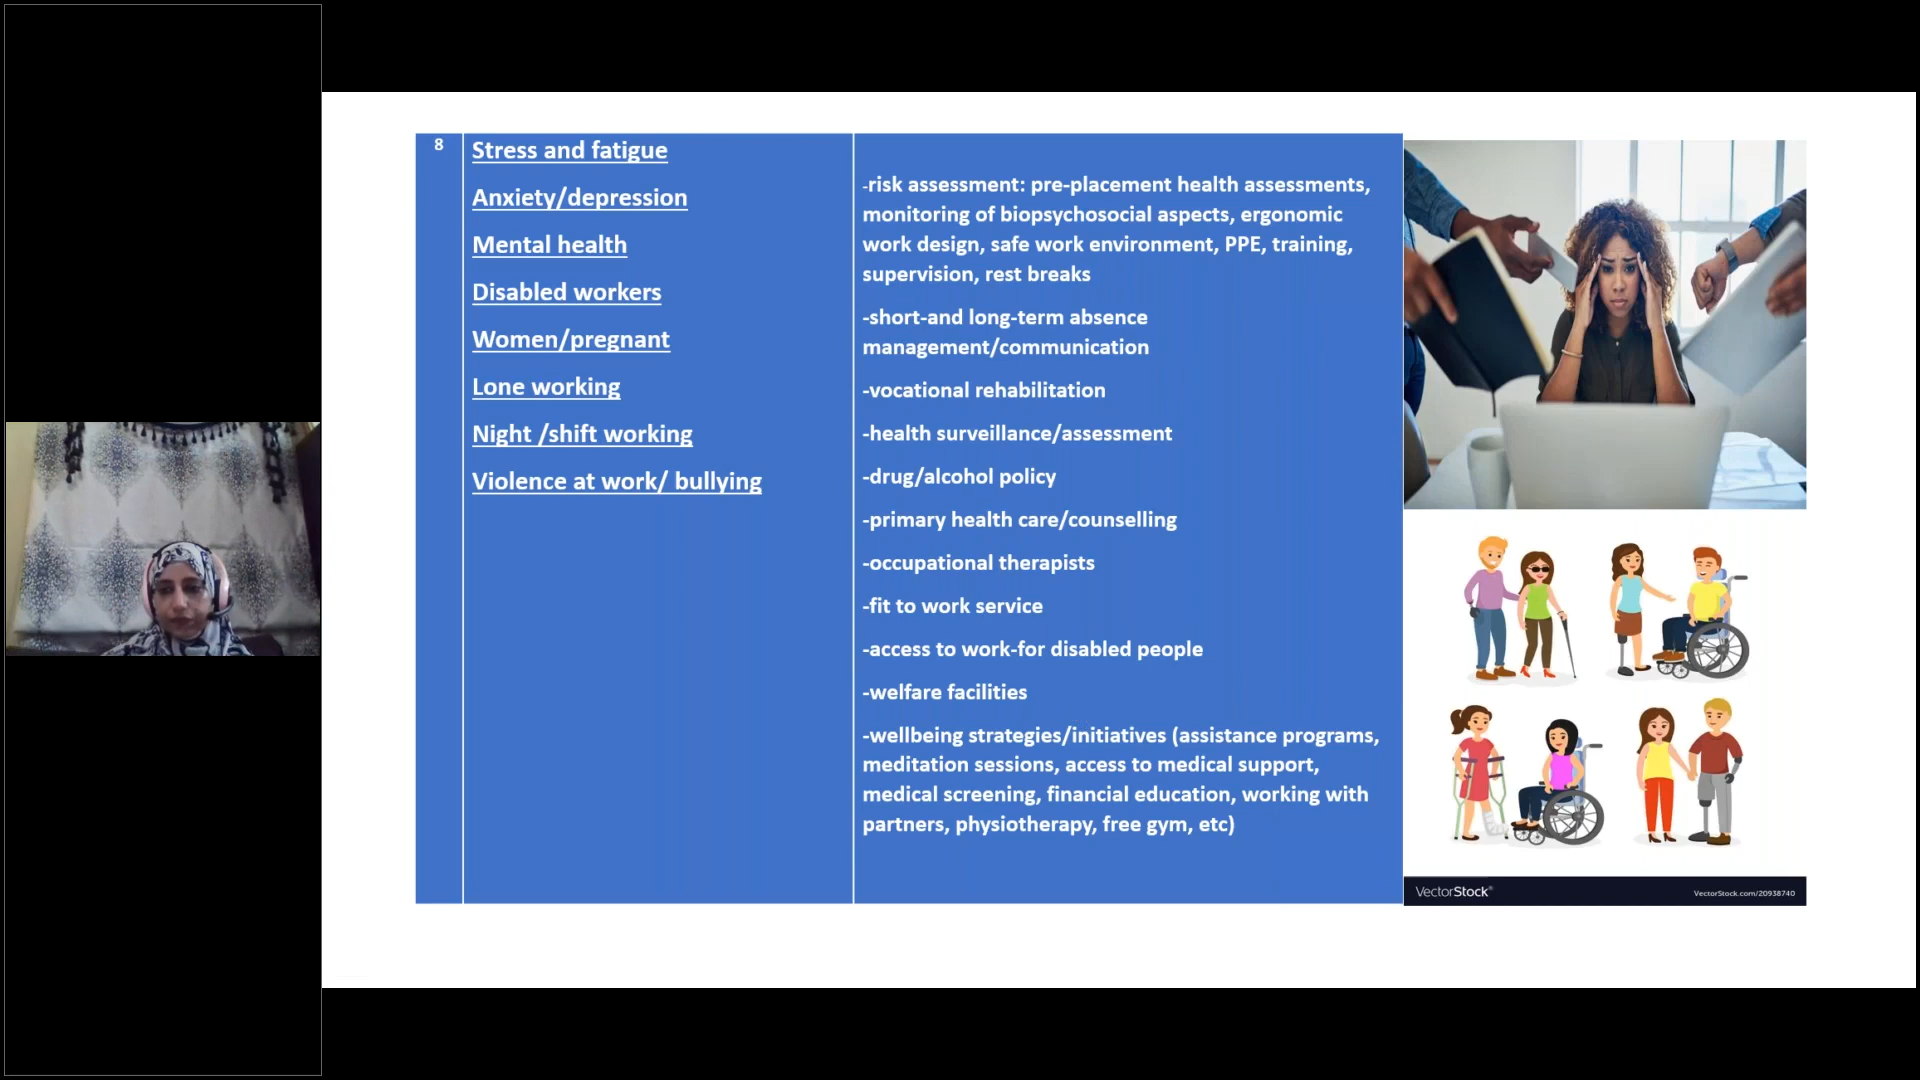 8
Stress and fatigue
Anxiety/depression
Mental health
Disabled workers
Women/pregnant
Lone working
Night /shift working
Violence at work/ bullying
-risk assessment: pre-placement health assessments,
monitoring of biopsychosocial aspects, ergonomic
work design, safe work environment, PPE, training,
supervision, rest breaks
-short-and long-term absence
management/communication
-vocational rehabilitation
-health surveillance/assessment
-drug/alcohol policy
-primary health care/counselling
-occupational therapists
-fit to work service
-access to work-for disabled people
-welfare facilities
-wellbeing strategies/initiatives (assistance programs,
meditation sessions, access to medical support,
medical screening, financial education, working with
partners, physiotherapy, free gym, etc)
VectorStock®
VectorStock.com/20938740